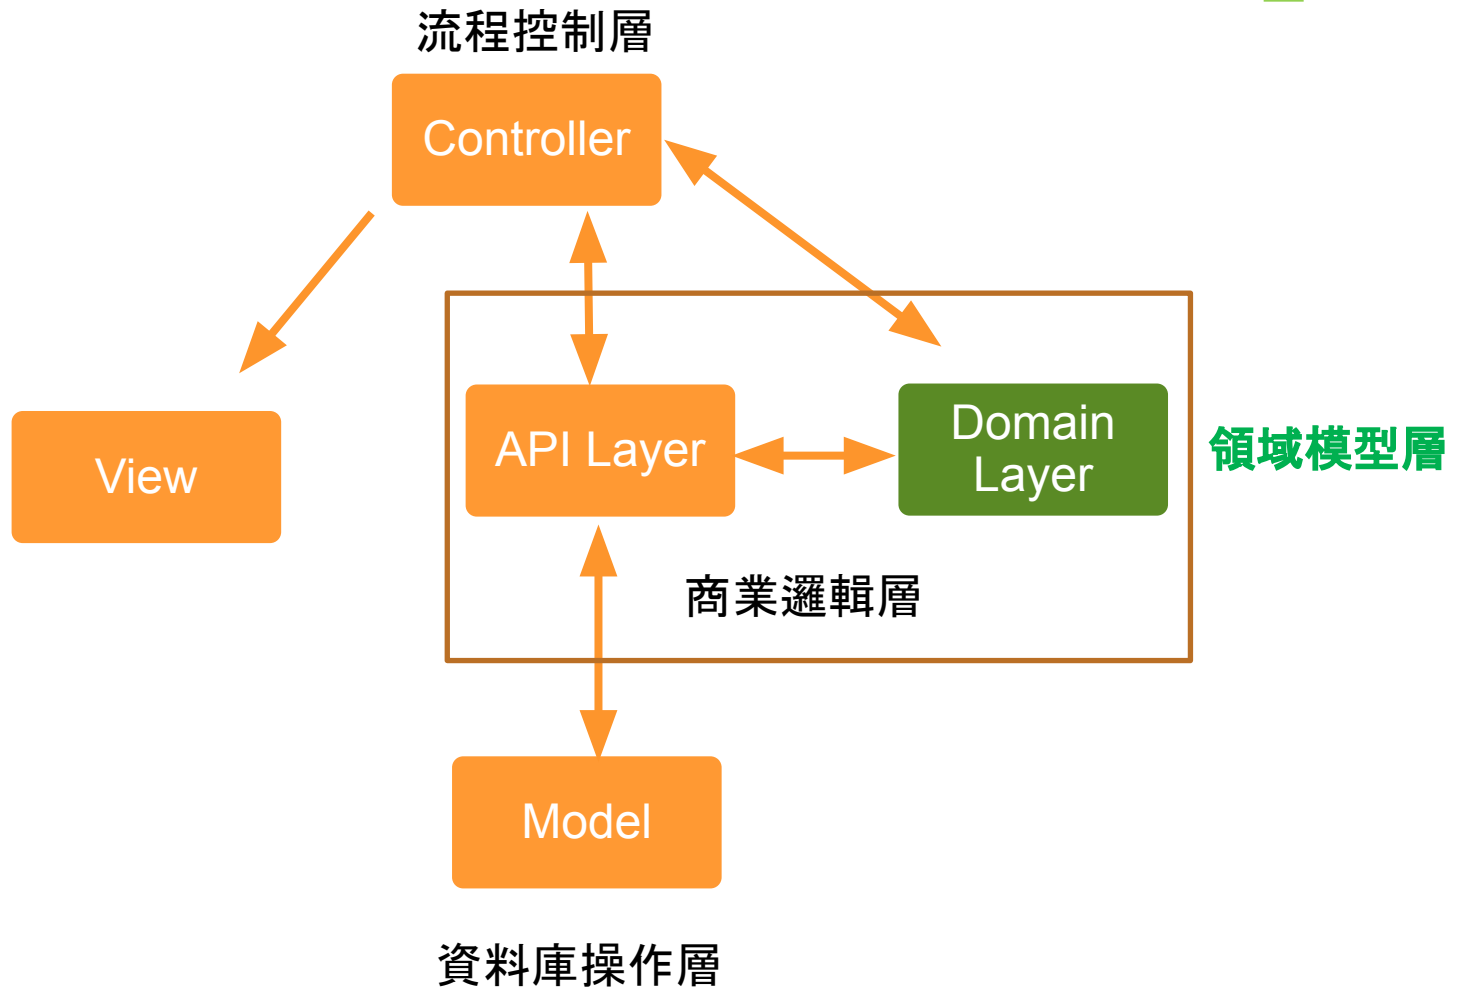 流程控制層
Controller
View
API Layer
Domain
Layer
領域模型層
商業邏輯層
Model
資料庫操作層